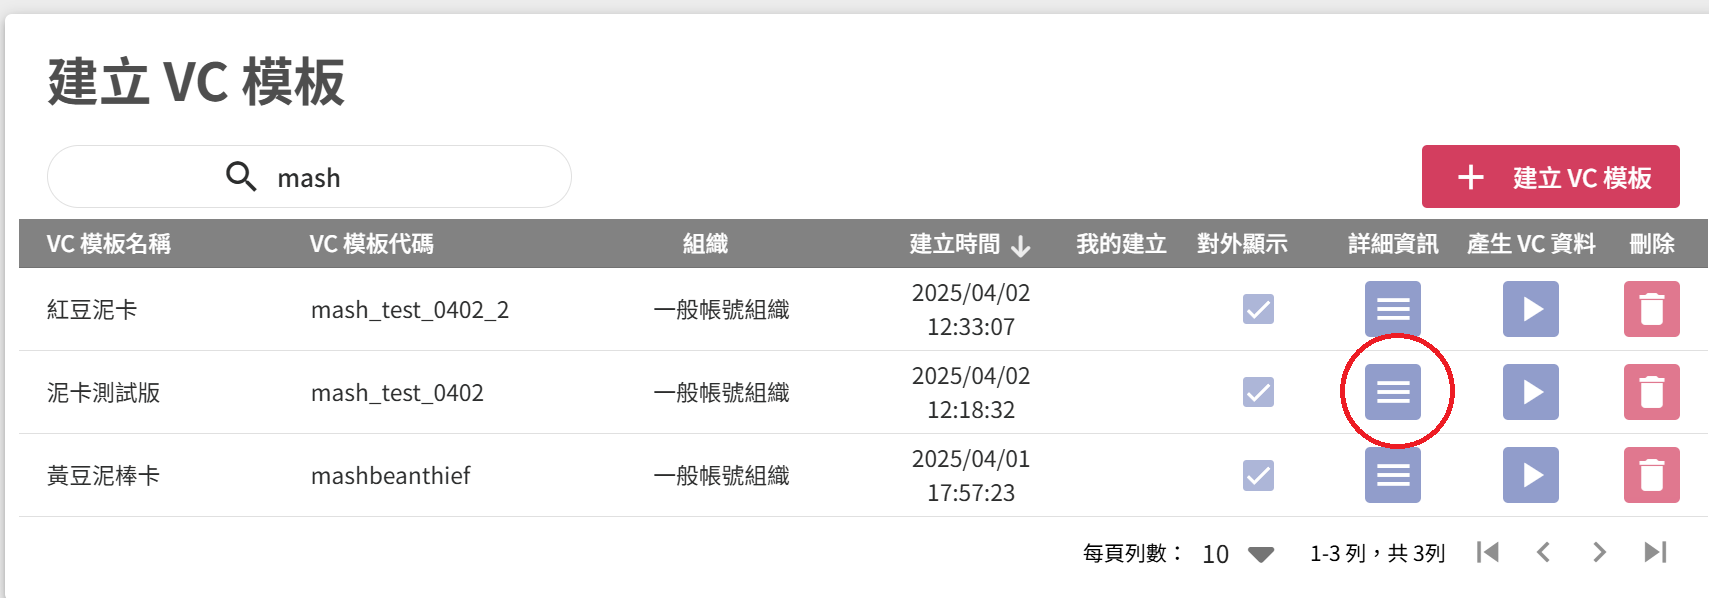 建立 VC 模板
mash
建立 VC 模板
VC 模板名稱 VC 模板代碼 組織 建立時間 我的建立 對外顯示 詳細資訊 產生 VC 資料 刪除
紅豆泥卡 mash_test_0402_2 一般帳號組織 2025/04/02
12:33:07
泥卡測試版 mash_test_0402 一般帳號組織 2025/04/02
12:18:32
黃豆泥棒卡 mashbeanthief 一般帳號組織 2025/04/01
17:57:23
每頁列數： 10 1-3 列，共 3列